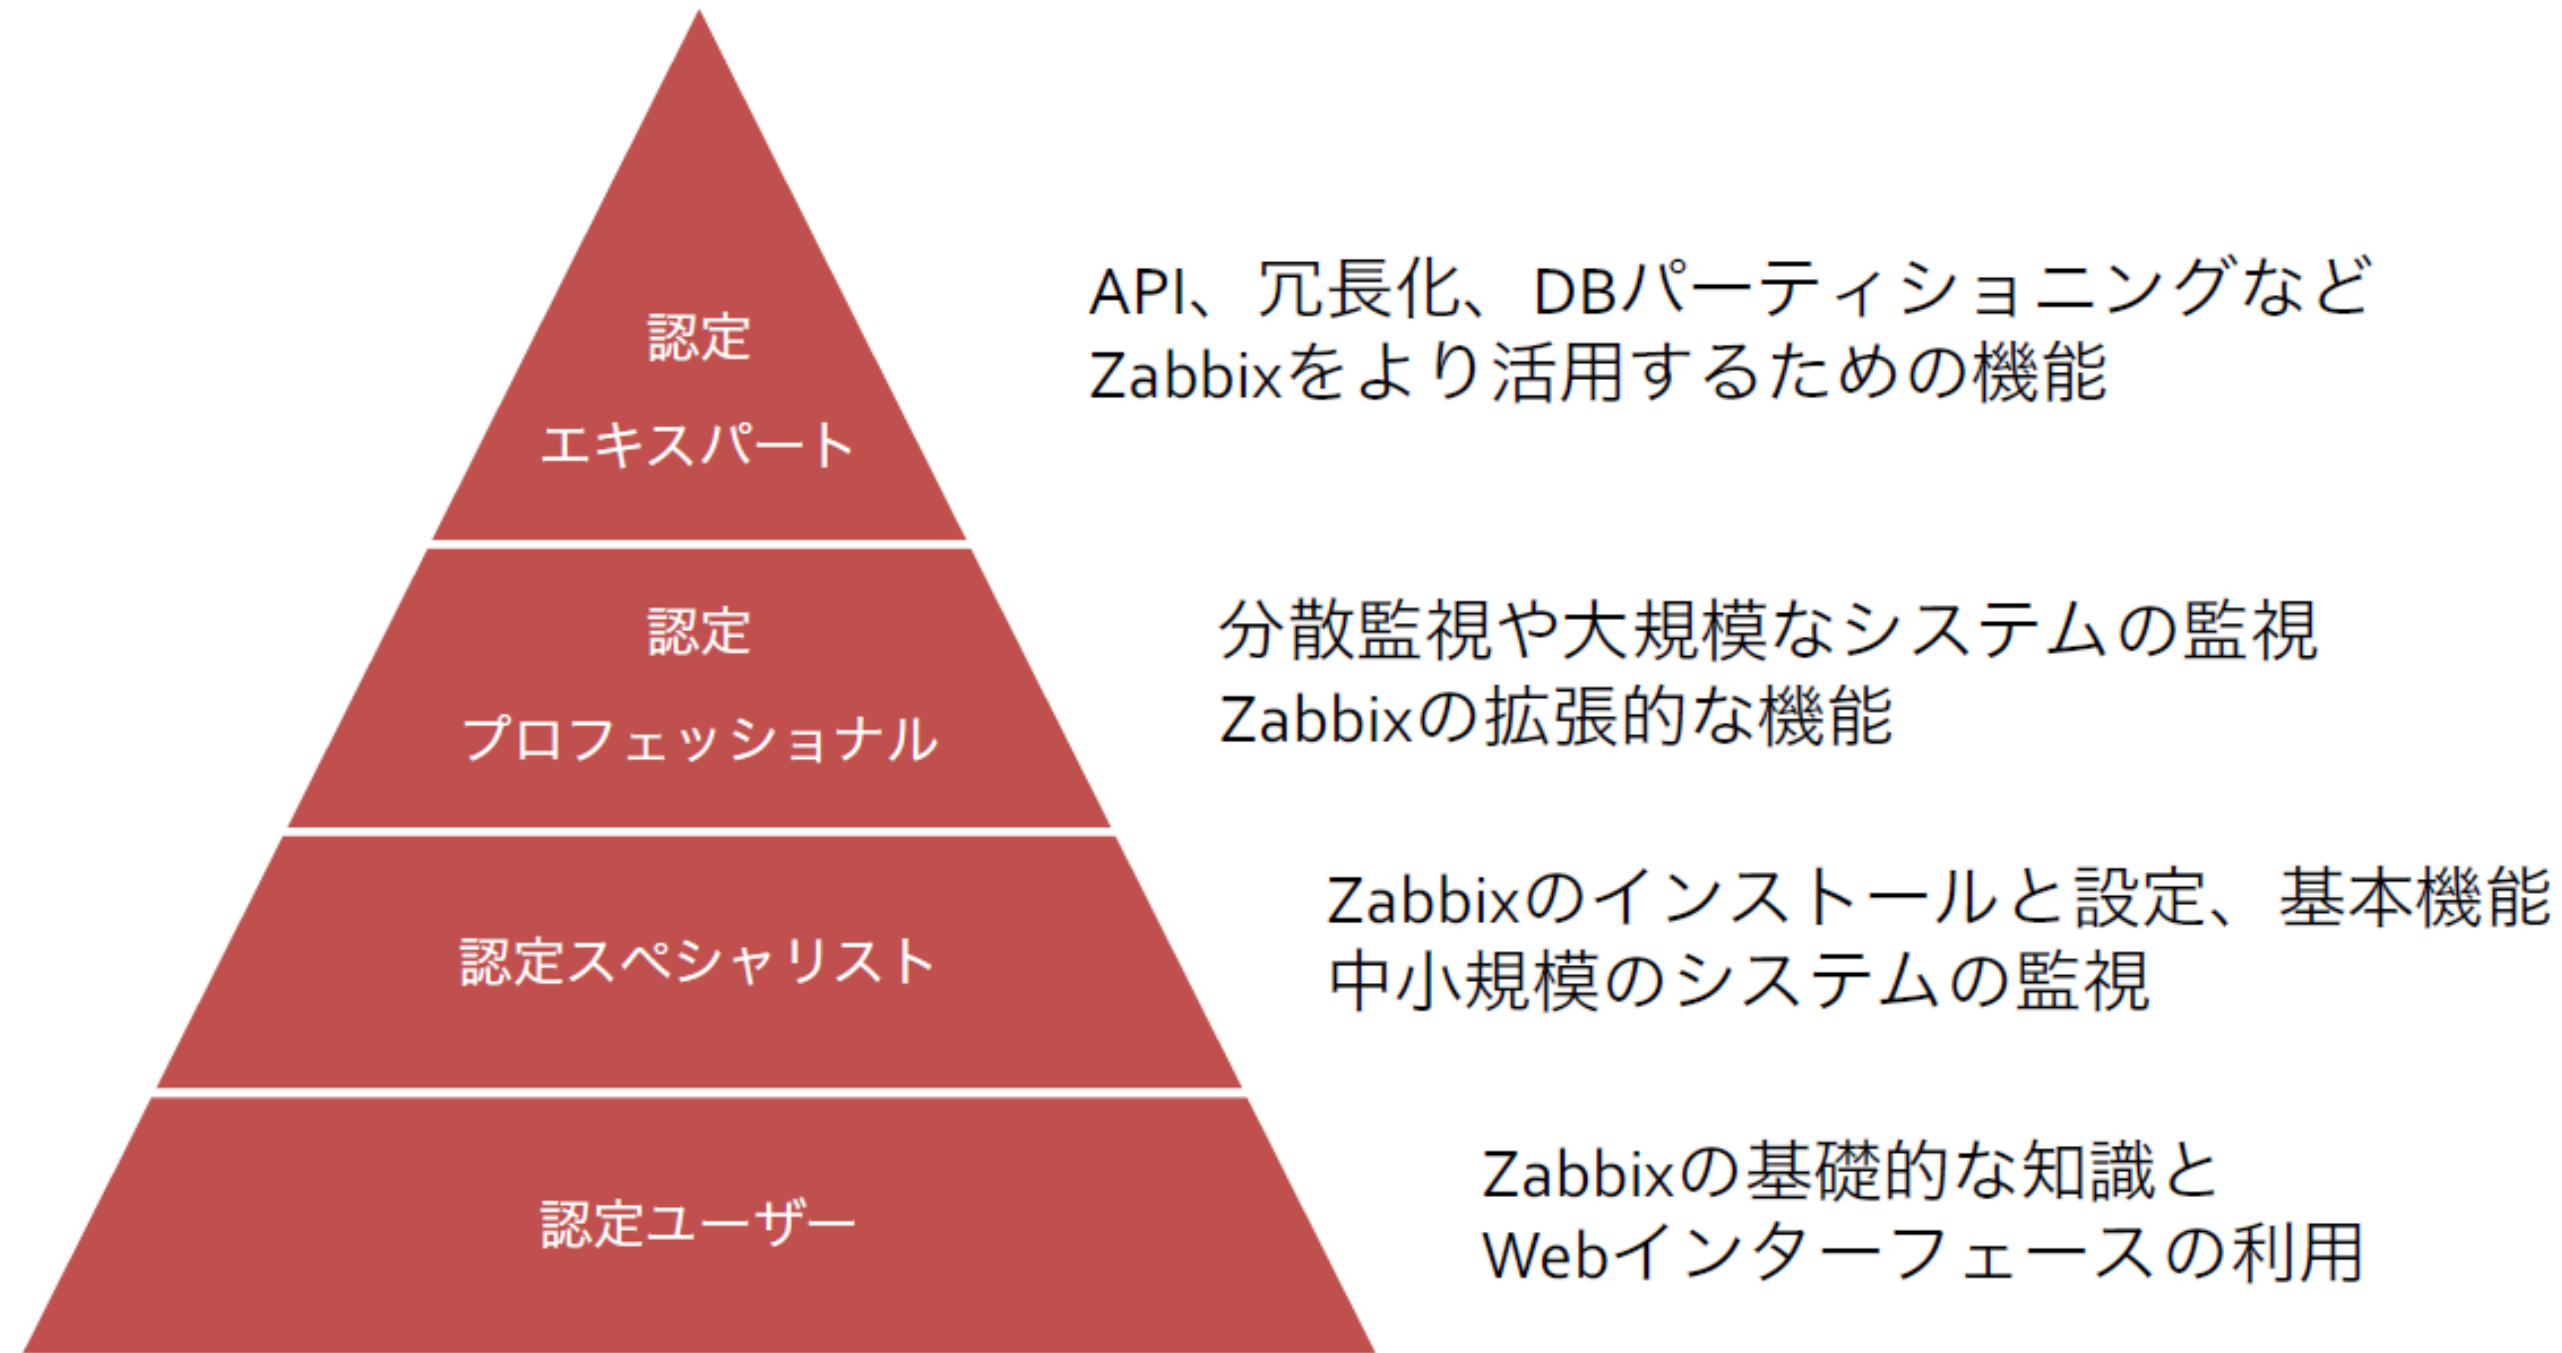 認定
エキスパート
API、冗長化、DBパーティショニングなど
Zabbixをより活用するための機能
認定
プロフェッショナル
分散監視や大規模なシステムの監視
Zabbixの拡張的な機能
認定スペシャリスト
Zabbixのインストールと設定、基本機能
中小規模のシステムの監視
認定ユーザー
Zabbixの基礎的な知識と
Webインターフェースの利用